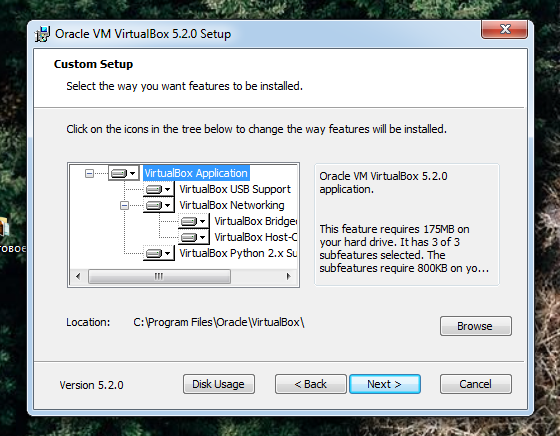 Oracle VM VirtualBox 5.2.0 Setup
Custom Setup
Select the way you want features to be installed.
Click on the icons in the tree below to change the way features will be installed.
VirtualBox Application
VirtualBox USB Support
VirtualBox Networking
VirtualBox Bridge
VirtualBox Host-C
VirtualBox Python 2.x Su
Oracle VM VirtualBox 5.2.0
application.
This feature requires 175MB on
your hard drive. It has 3 of 3
subfeatures selected. The
subfeatures require 800KB on yo...
Location: C:\Program Files\Oracle\VirtualBox\
Browse
Version 5.2.0
Disk Usage
< Back
Next >
Cancel
товое